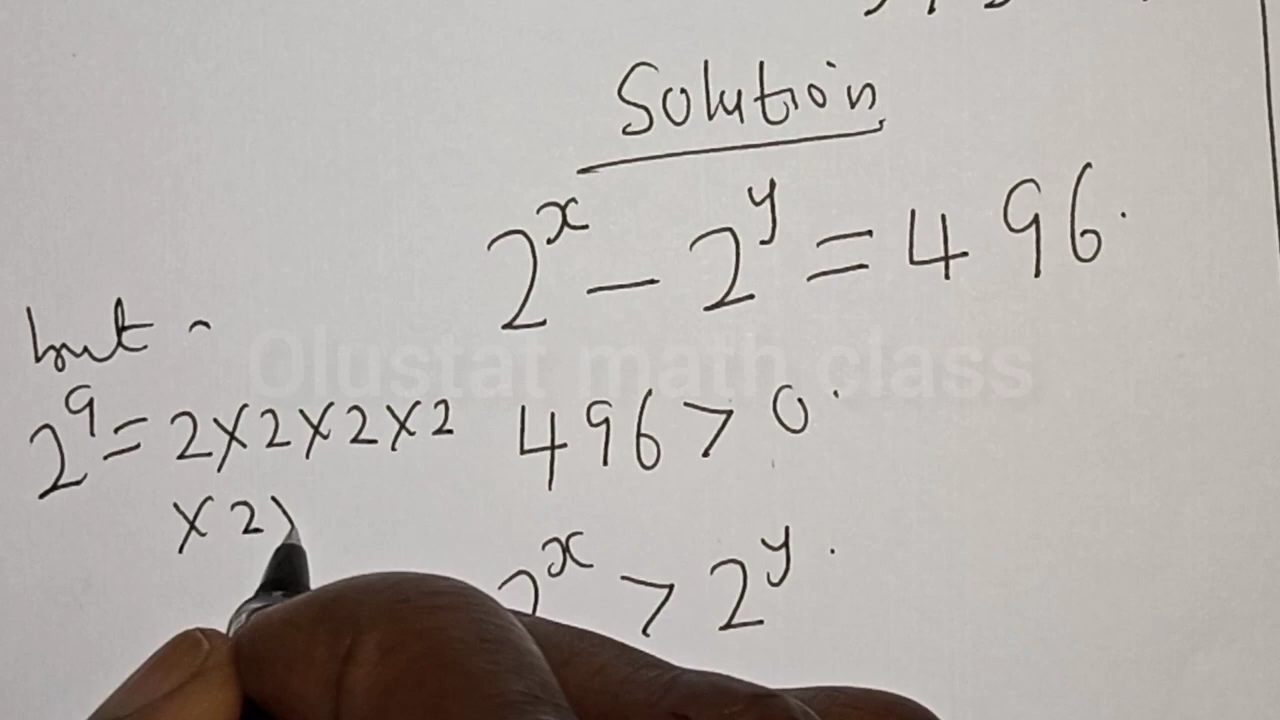 Solution
2^x - 2^y = 496.
but -
2^9 = 2×2×2×2
×2×
496 > 0.
2^x > 2^y.
Olustat math class